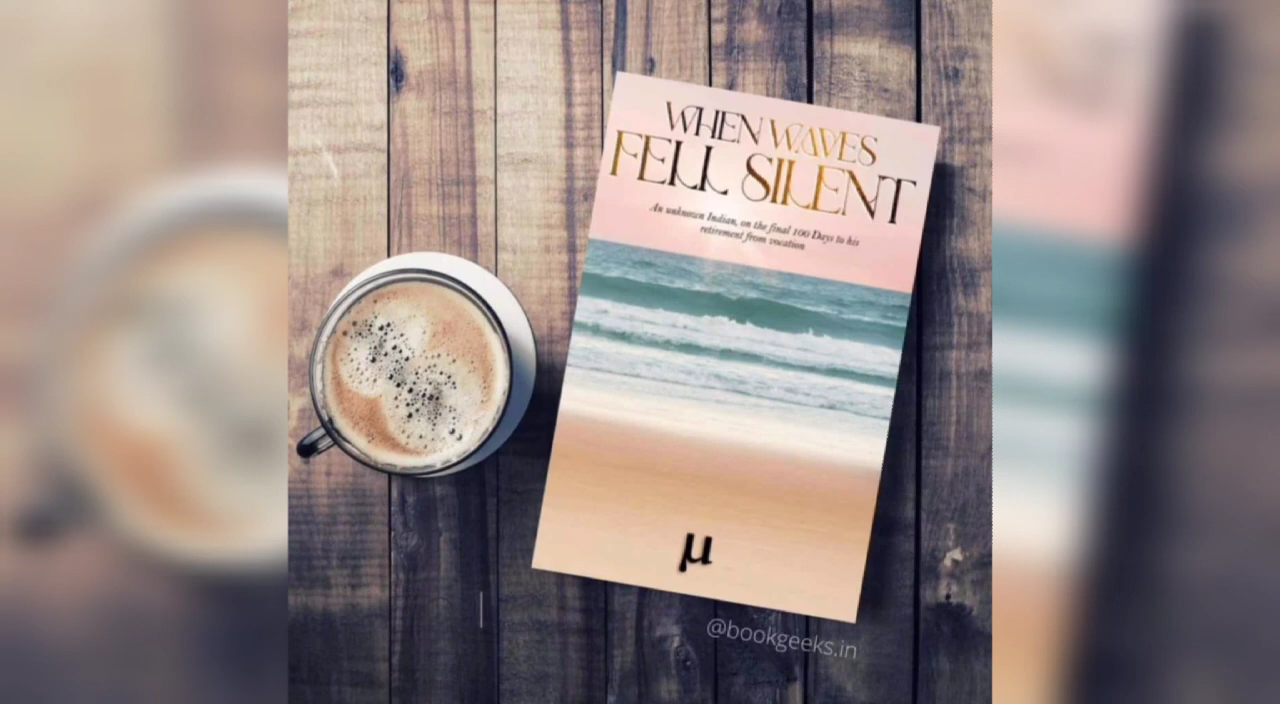 WHEN WAVES
FELL SILENT
An unknown Indian, on the final 100 Days to his
retirement from vocation
μ
@bookgeeks.in